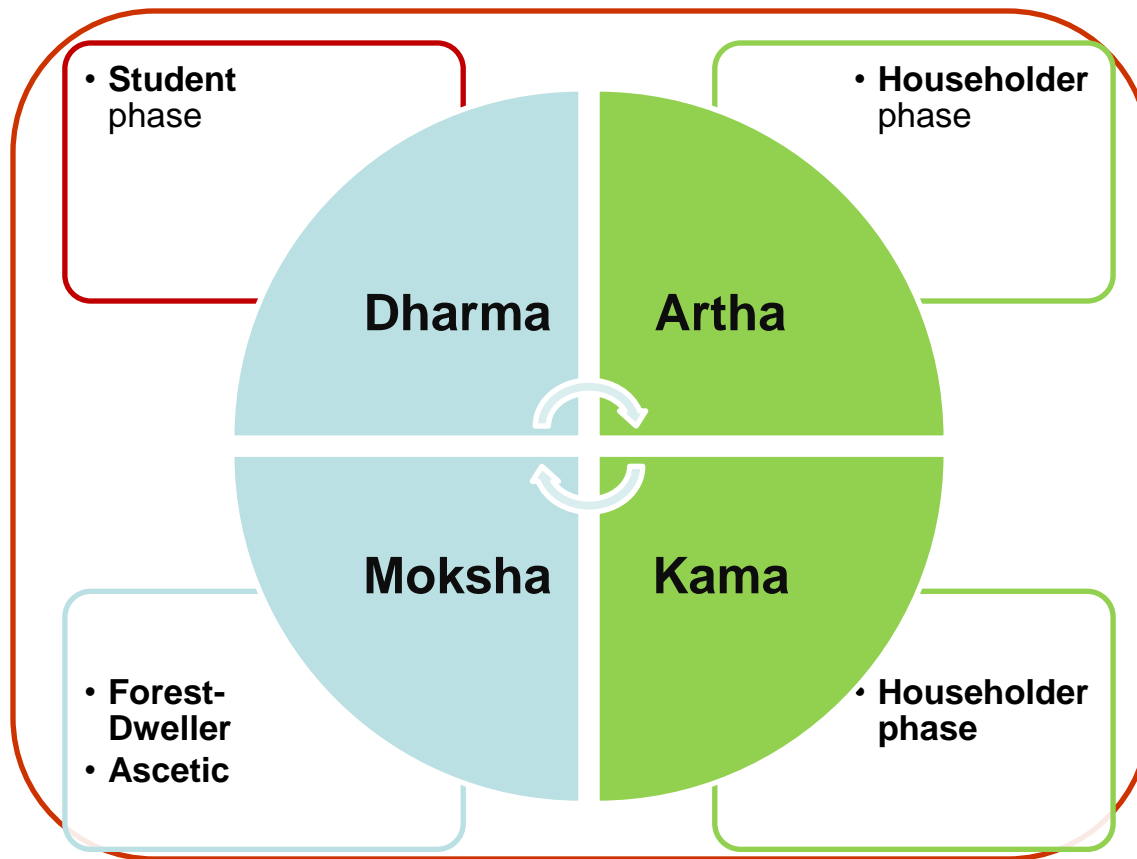 • Student
phase
• Householder
phase
Dharma
Artha
Moksha
Kama
• Forest-
Dweller
• Ascetic
• Householder
phase